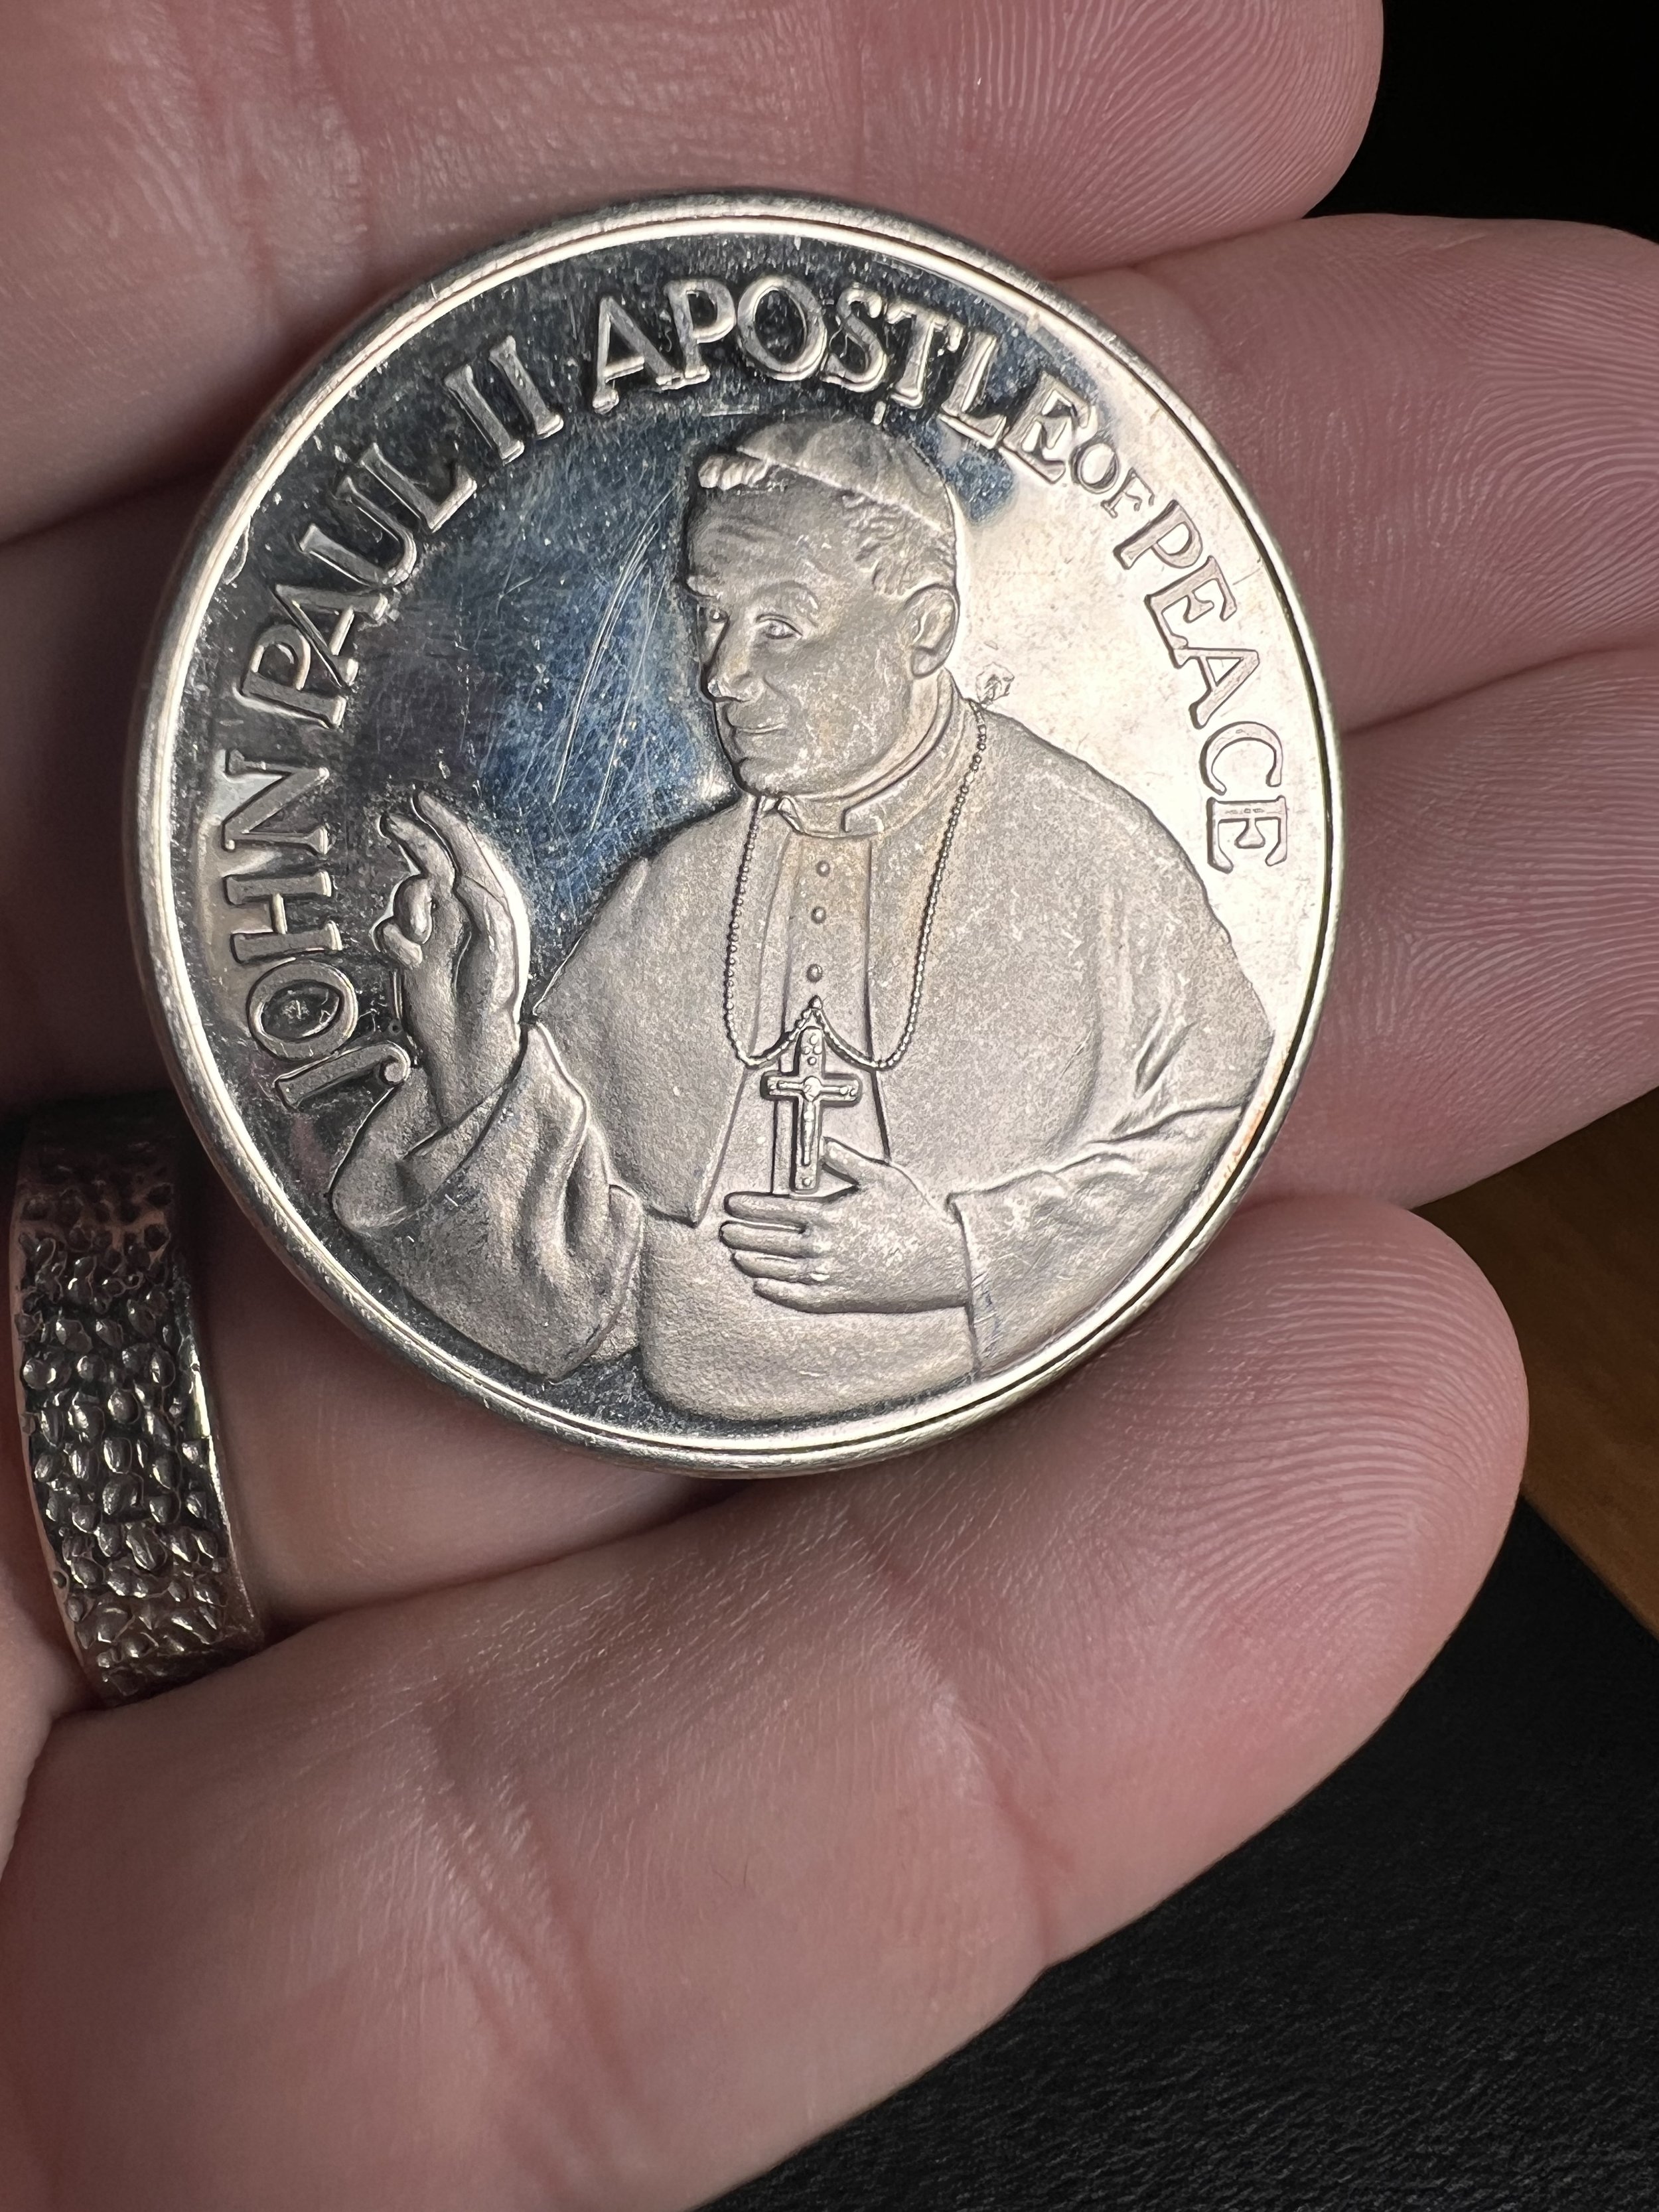 JOHN PAUL II APOSTLE OF PEACE